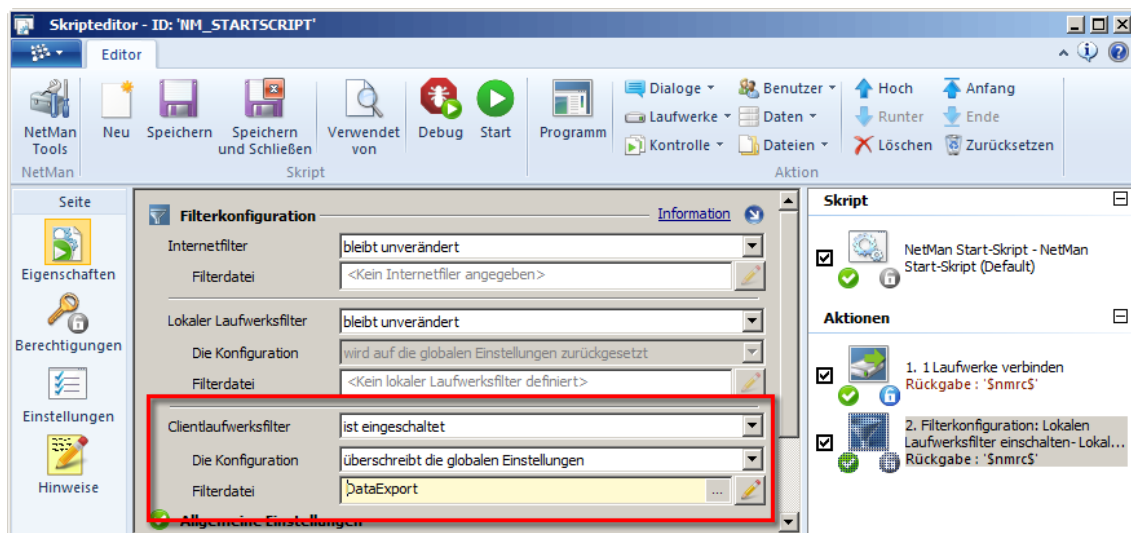 Skripteditor - ID: 'NM_STARTSCRIPT'
Editor
NetMan Tools
Neu
Speichern
Speichern und Schließen
Verwendet von
Debug
Start
Programm
Dialoge
Benutzer
Hoch
Anfang
Laufwerke
Daten
Runter
Ende
Kontrolle
Dateien
Löschen
Zurücksetzen
NetMan
Skript
Aktion
Seite
Eigenschaften
Berechtigungen
Einstellungen
Hinweise
Filterkonfiguration
Information
Internetfilter
bleibt unverändert
Filterdatei
<Kein Internetfiler angegeben>
Lokaler Laufwerksfilter
bleibt unverändert
Die Konfiguration
wird auf die globalen Einstellungen zurückgesetzt
Filterdatei
<Kein lokaler Laufwerksfilter definiert>
Clientlaufwerksfilter
ist eingeschaltet
Die Konfiguration
überschreibt die globalen Einstellungen
Filterdatei
DataExport
...
Allgemeine Einstellungen
Skript
NetMan Start-Skript - NetMan
Start-Skript (Default)
Aktionen
1. 1 Laufwerke verbinden
Rückgabe : '$nmrc$'
2. Filterkonfiguration: Lokalen
Laufwerksfilter einschalten- Lokal...
Rückgabe : '$nmrc$'